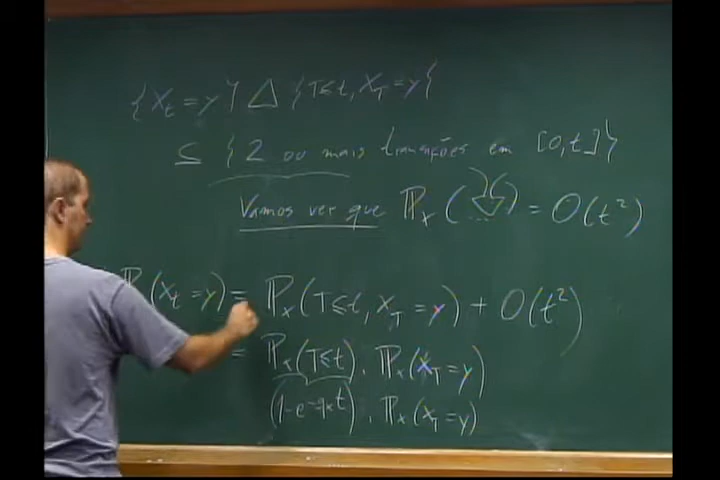 {X_t = y} Δ {T ≤ t, X_T = y}
⊆ {2 ou mais transições em [0,t]}
Vamos ver que ℙ_x( ... ) = O(t²)
ℙ_x(X_t = y) = ℙ_x(T ≤ t, X_T = y) + O(t²)
= ℙ_x(T ≤ t) . ℙ_x(X_T = y)
(1 - e^{-q_x t}) . ℙ_x(X_T = y)